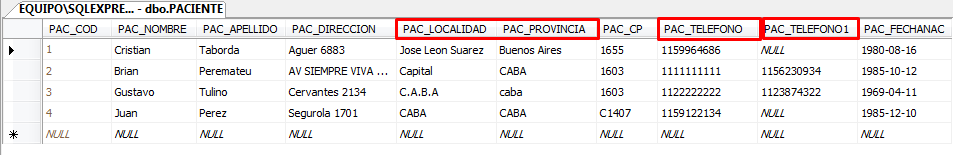 EQUIPO\SQLEXPRE... - dbo.PACIENTE
PAC_COD PAC_NOMBRE PAC_APELLIDO PAC_DIRECCION PAC_LOCALIDAD PAC_PROVINCIA PAC_CP PAC_TELEFONO PAC_TELEFONO1 PAC_FECHANAC
1 Cristian Taborda Aguer 6883 Jose Leon Suarez Buenos Aires 1655 1159964686 NULL 1980-08-16
2 Brian Peremateu AV SIEMPRE VIVA ... Capital CABA 1603 1111111111 1156230934 1985-10-12
3 Gustavo Tulino Cervantes 2134 C.A.B.A caba 1603 1122222222 1123874322 1969-04-11
4 Juan Perez Segurola 1701 CABA CABA C1407 1159122134 NULL 1985-12-10
NULL NULL NULL NULL NULL NULL NULL NULL NULL NULL